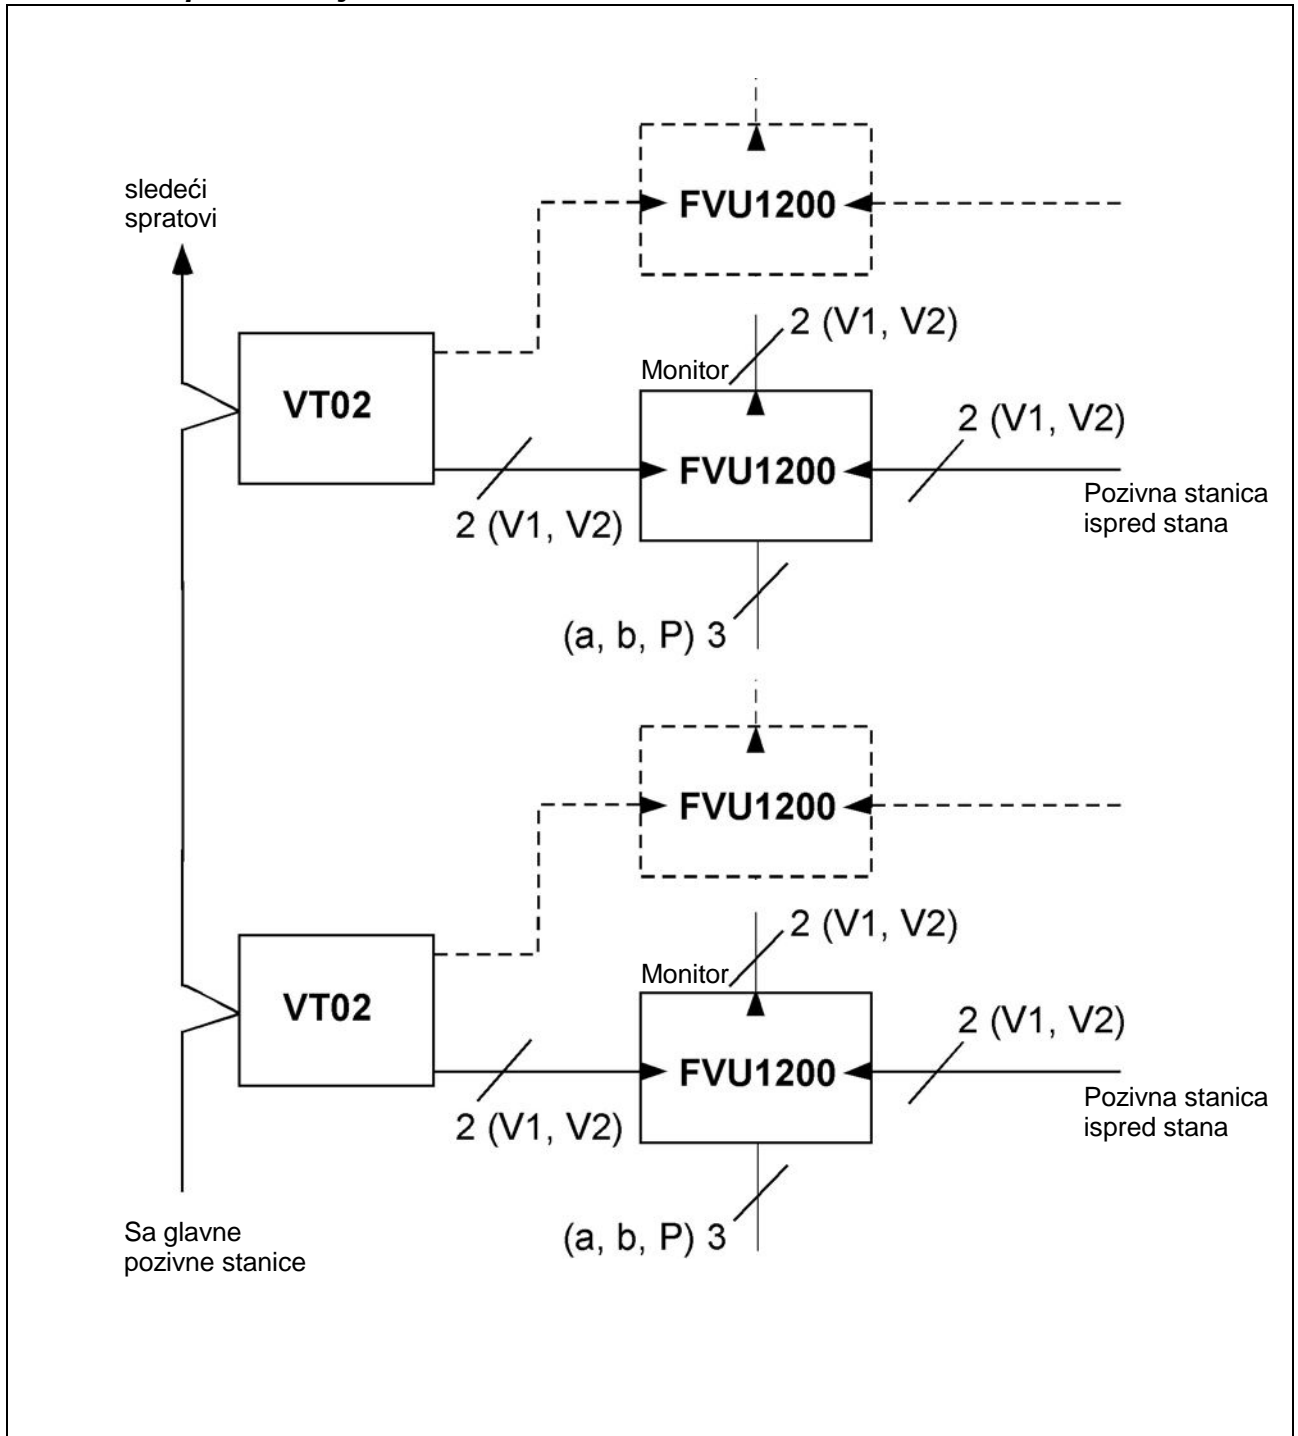 FVU1200
sledeći
spratovi
2 (V1, V2)
Monitor
VT02
2 (V1, V2)
FVU1200
Pozivna stanica
ispred stana
2 (V1, V2)
(a, b, P) 3
FVU1200
2 (V1, V2)
Monitor
VT02
2 (V1, V2)
FVU1200
Pozivna stanica
ispred stana
2 (V1, V2)
(a, b, P) 3
Sa glavne
pozivne stanice